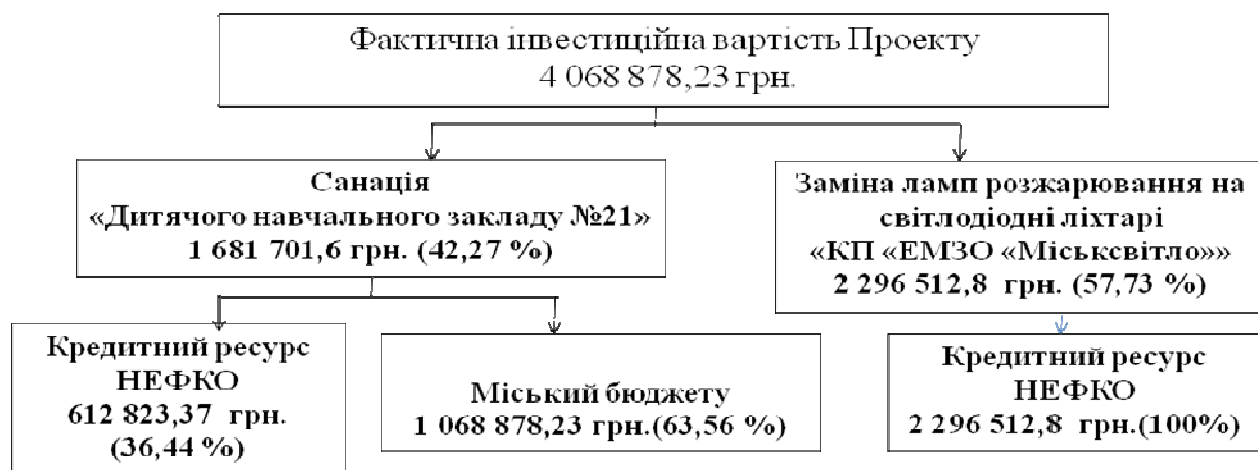 Фактична інвестиційна вартість Проекту
4 068 878,23 грн.
Санація
«Дитячого навчального закладу №21»
1 681 701,6 грн. (42,27 %)
Заміна ламп розжарювання на
світлодіодні ліхтарі
«КП «ЕМЗО «Міськсвітло»»
2 296 512,8 грн. (57,73 %)
Кредитний ресурс
НЕФКО
612 823,37 грн.
(36,44 %)
Міський бюджету
1 068 878,23 грн.(63,56 %)
Кредитний ресурс
НЕФКО
2 296 512,8 грн.(100%)